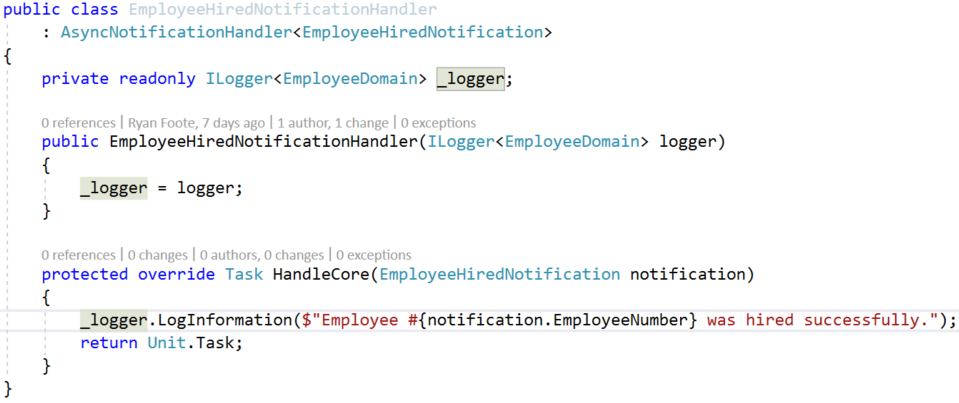 public class EmployeeHiredNotificationHandler
    : AsyncNotificationHandler<EmployeeHiredNotification>
{
    private readonly ILogger<EmployeeDomain> _logger;
    0 references | Ryan Foote, 7 days ago | 1 author, 1 change | 0 exceptions
    public EmployeeHiredNotificationHandler(ILogger<EmployeeDomain> logger)
    {
        _logger = logger;
    }
    0 references | 0 changes | 0 authors, 0 changes | 0 exceptions
    protected override Task HandleCore(EmployeeHiredNotification notification)
    {
        _logger.LogInformation($"Employee #{notification.EmployeeNumber} was hired successfully.");
        return Unit.Task;
    }
}